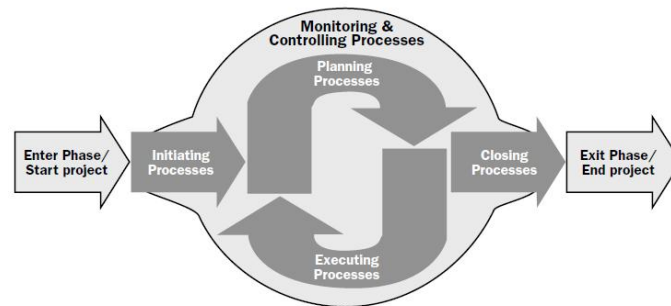 Monitoring &
Controlling Processes
Planning
Processes
Enter Phase/
Start project
Initiating
Processes
Closing
Processes
Exit Phase/
End project
Executing
Processes